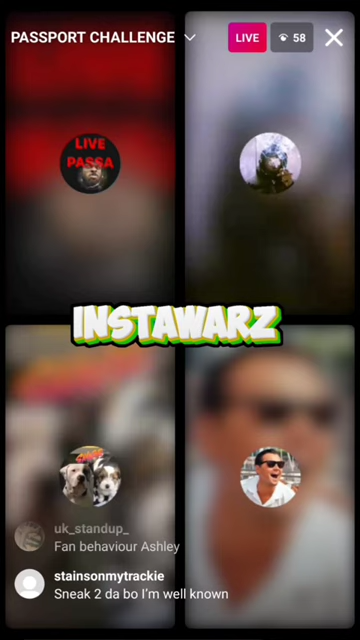 PASSPORT CHALLENGE
LIVE
58
LIVE
PASSA
INSTAWARZ
uk_standup_
Fan behaviour Ashley
stainsonmytrackie
Sneak 2 da bo I'm well known